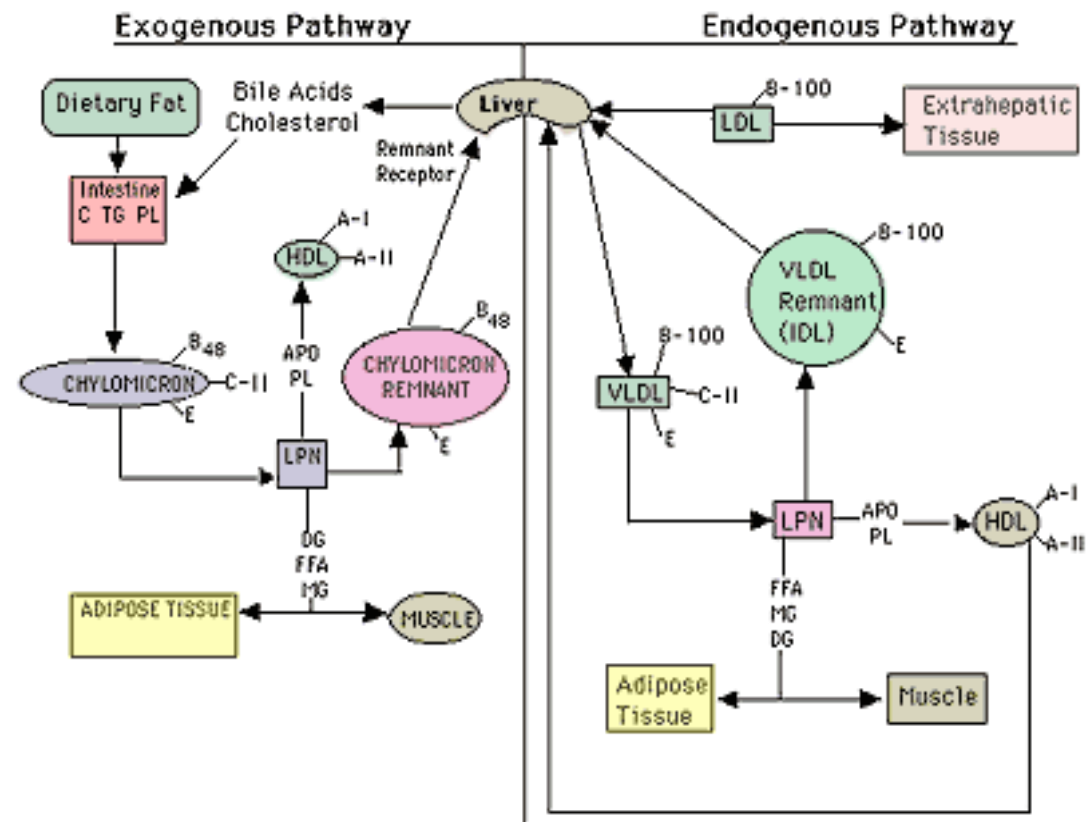 Exogenous Pathway
Endogenous Pathway
Dietary Fat
Bile Acids
Cholesterol
Liver
B-100
LDL
Extrahepatic
Tissue
Remnant
Receptor
Intestine
C TG PL
A-I
HDL
A-II
B-100
VLDL
Remnant
(IDL)
E
B48
CHYLOMICRON
C-II
E
APO
PL
B48
CHYLOMICRON
REMNANT
E
B-100
VLDL
C-II
E
LPN
DG
FFA
MG
ADIPOSE TISSUE
MUSCLE
LPN
APO
PL
A-I
HDL
A-II
FFA
MG
DG
Adipose
Tissue
Muscle